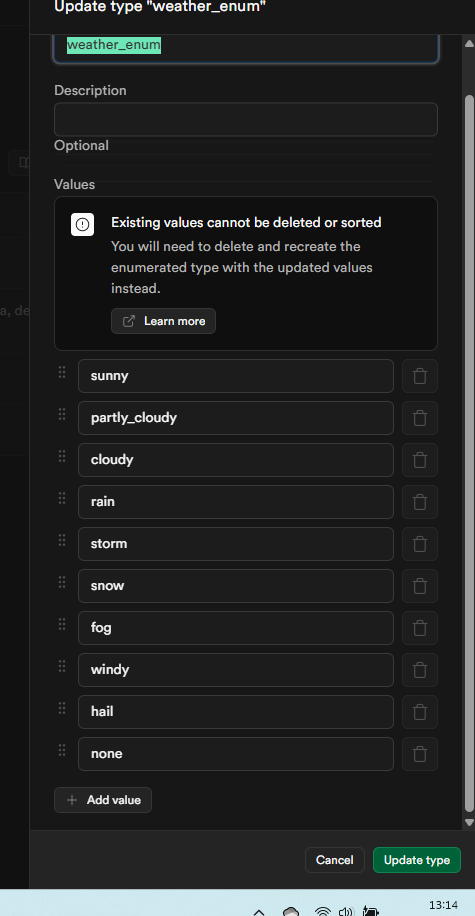 Update type "weather_enum"
weather_enum
Description
Optional
Values
Existing values cannot be deleted or sorted
You will need to delete and recreate the
enumerated type with the updated values
instead.
Learn more
a, de
sunny
partly_cloudy
cloudy
rain
storm
snow
fog
windy
hail
none
Add value
Cancel
Update type
13:14